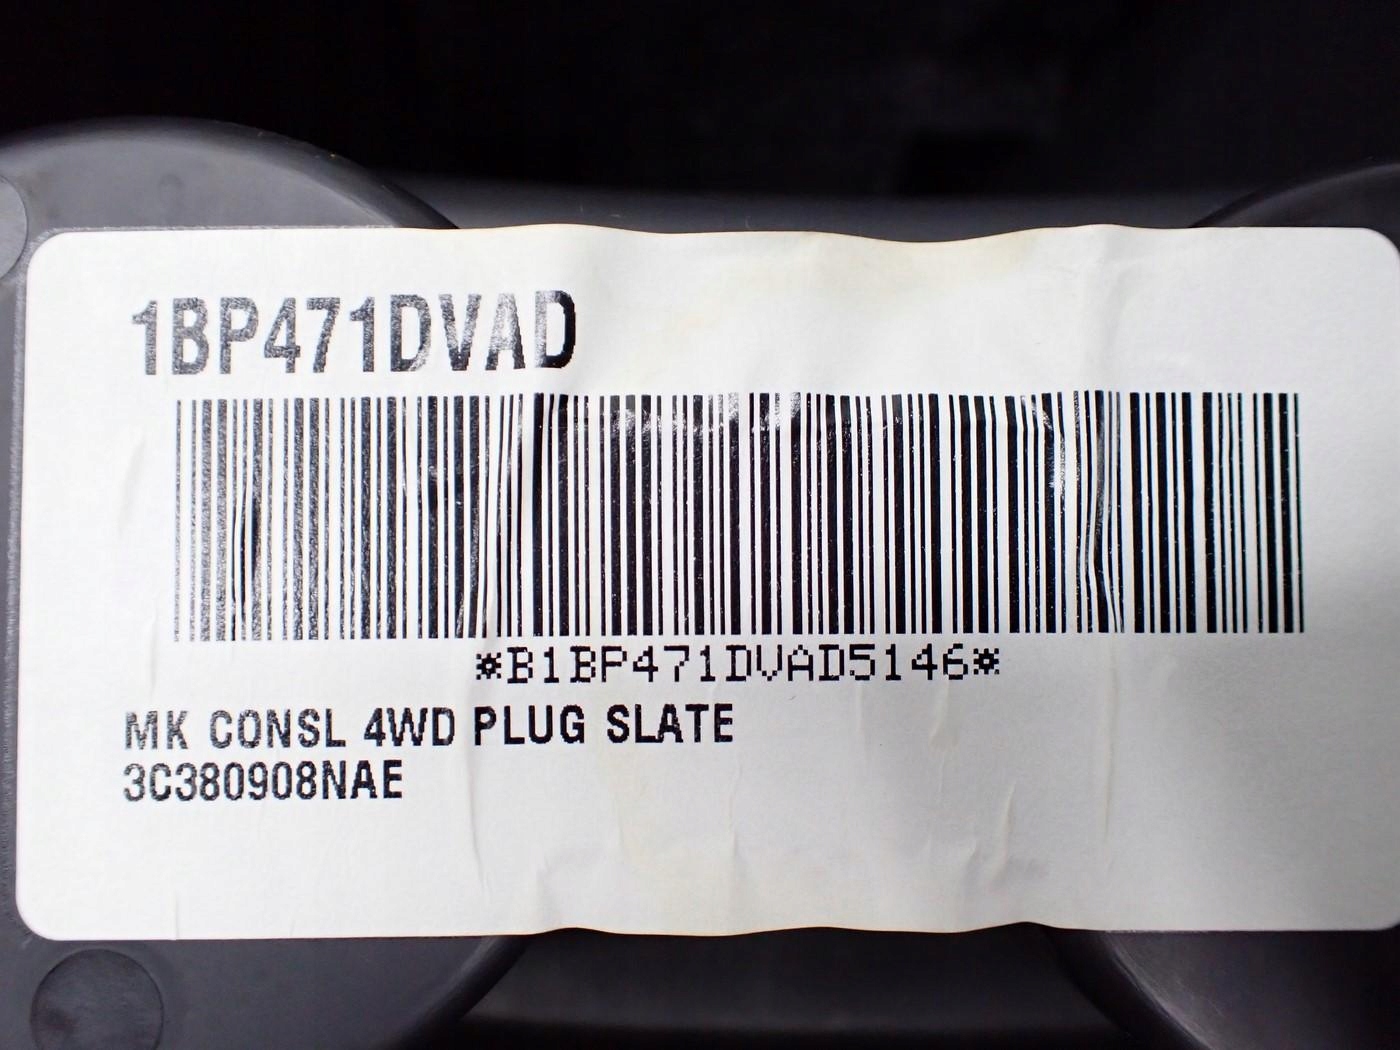 1BP471DVAD
*B1BP471DVAD5146*
MK CONSL 4WD PLUG SLATE
3C380908NAE